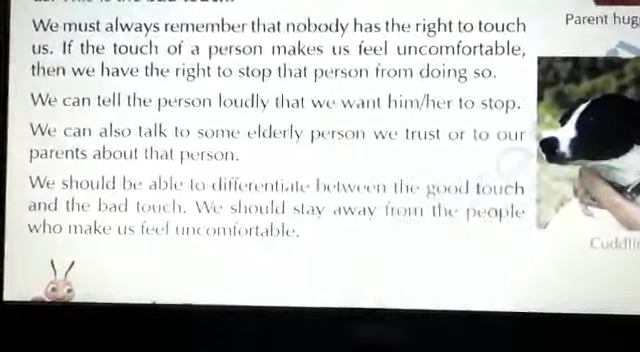 We must always remember that nobody has the right to touch
us. If the touch of a person makes us feel uncomfortable,
then we have the right to stop that person from doing so.
We can tell the person loudly that we want him/her to stop.
We can also talk to some elderly person we trust or to our
parents about that person.
We should be able to differentiate between the good touch
and the bad touch. We should stay away from the people
who make us feel uncomfortable.
Parent